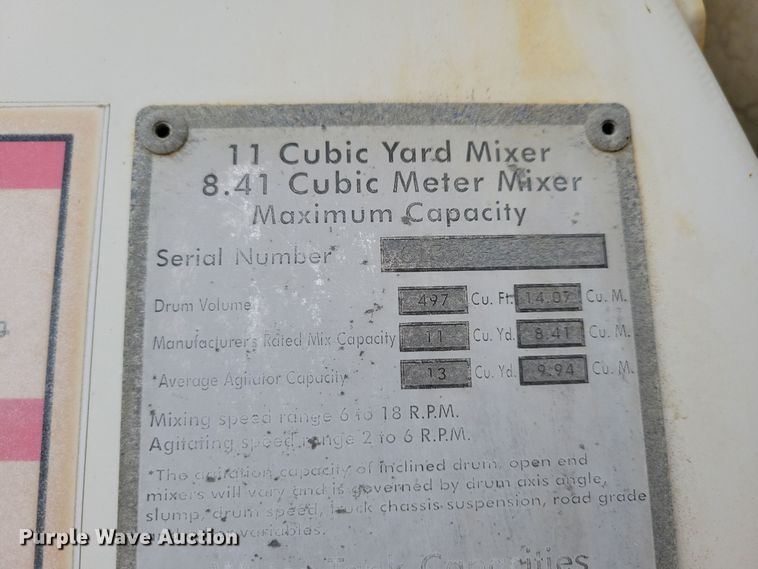 11 Cubic Yard Mixer
8.41 Cubic Meter Mixer
Maximum Capacity
Serial Number
Drum Volume 497 Cu. Ft. 14.07 Cu. M.
Manufacturer's Rated Mix Capacity 11 Cu. Yd. 8.41 Cu. M.
*Average Agitator Capacity 13 Cu. Yd. 9.94 Cu. M.
Mixing speed range 6 to 18 R.P.M.
Agitating speed range 2 to 6 R.P.M.
*The agitation capacity of inclined drum, open end
mixers will vary and is governed by drum axis angle,
slump, drum speed, truck chassis suspension, road grade
variables.
Capacities
Purple Wave Auction